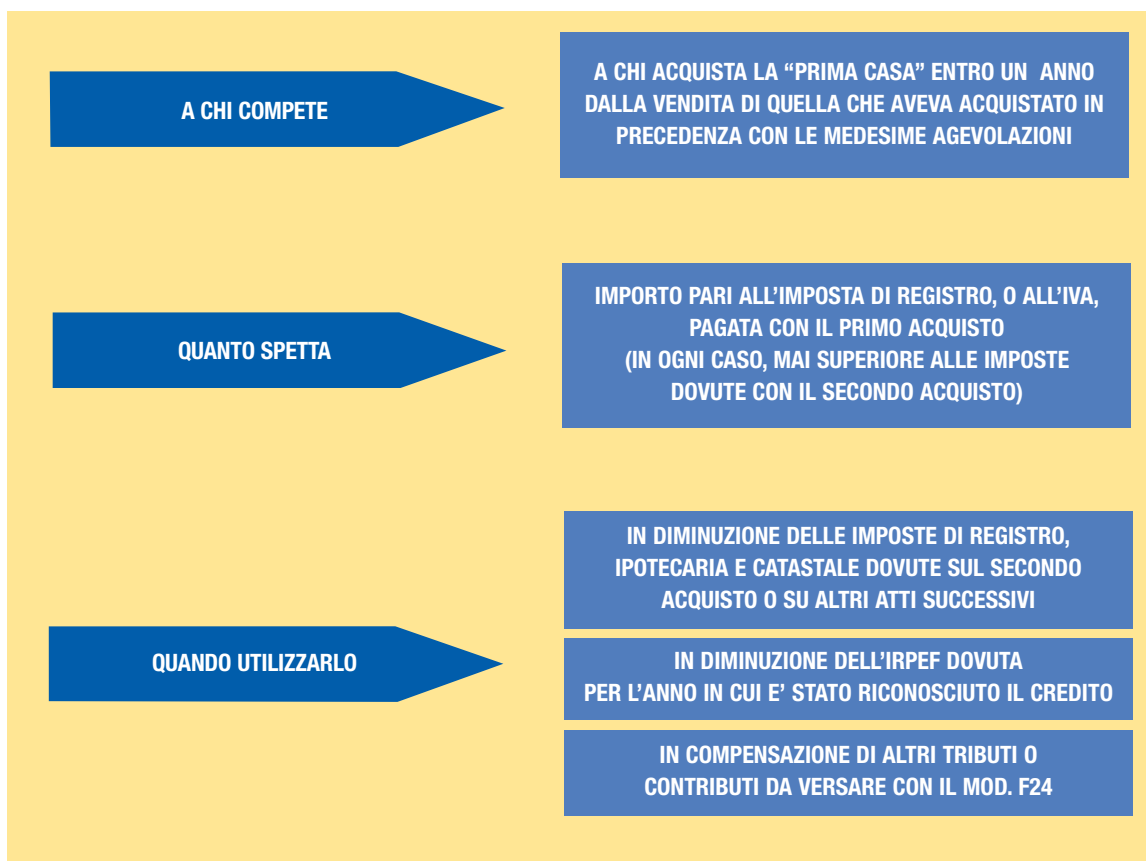 A CHI COMPETE
A CHI ACQUISTA LA “PRIMA CASA” ENTRO UN ANNO
DALLA VENDITA DI QUELLA CHE AVEVA ACQUISTATO IN
PRECEDENZA CON LE MEDESIME AGEVOLAZIONI
QUANTO SPETTA
IMPORTO PARI ALL’IMPOSTA DI REGISTRO, O ALL’IVA,
PAGATA CON IL PRIMO ACQUISTO
(IN OGNI CASO, MAI SUPERIORE ALLE IMPOSTE
DOVUTE CON IL SECONDO ACQUISTO)
QUANDO UTILIZZARLO
IN DIMINUZIONE DELLE IMPOSTE DI REGISTRO,
IPOTECARIA E CATASTALE DOVUTE SUL SECONDO
ACQUISTO O SU ALTRI ATTI SUCCESSIVI
IN DIMINUZIONE DELL’IRPEF DOVUTA
PER L’ANNO IN CUI E’ STATO RICONOSCIUTO IL CREDITO
IN COMPENSAZIONE DI ALTRI TRIBUTI O
CONTRIBUTI DA VERSARE CON IL MOD. F24